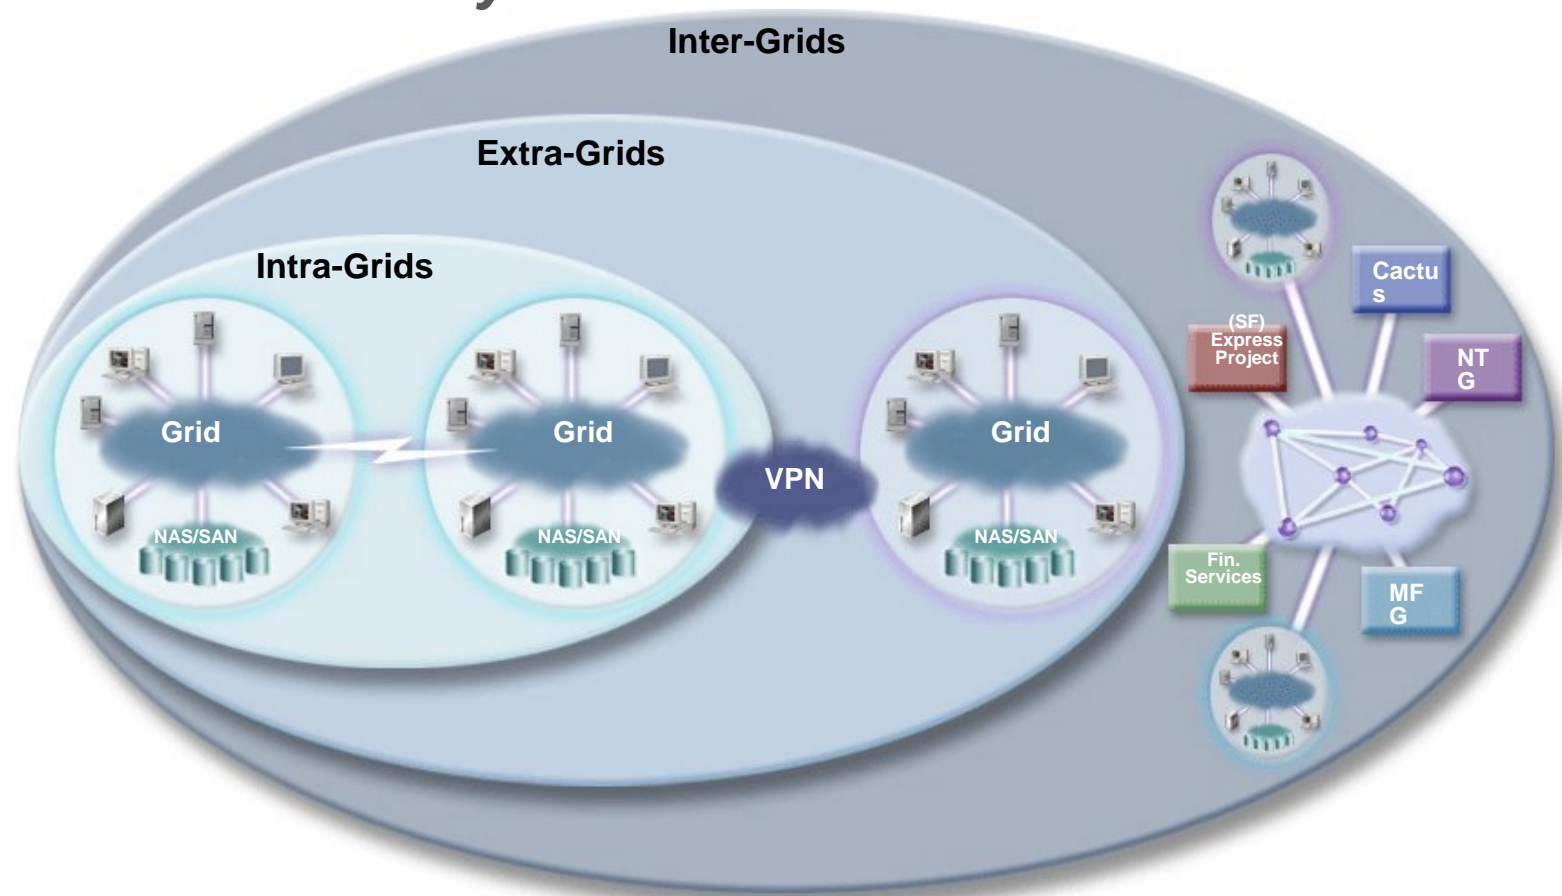 Inter-Grids
Extra-Grids
Intra-Grids
Grid
Grid
Grid
VPN
NAS/SAN
NAS/SAN
NAS/SAN
Cactu
s
(SF)
Express
Project
NT
G
Fin.
Services
MF
G